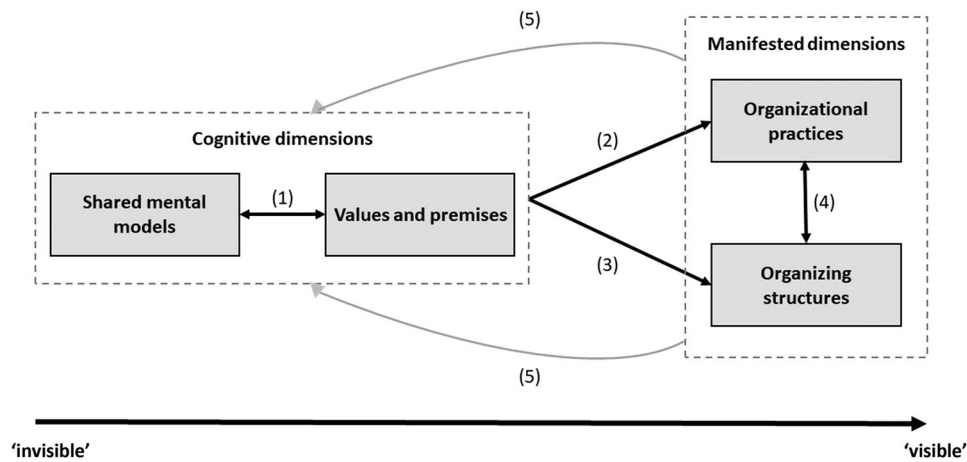 (5)
Manifested dimensions
Organizational
practices
Cognitive dimensions
(2)
Shared mental
models
(1)
Values and premises
(4)
(3)
Organizing
structures
(5)
‘invisible’
‘visible’